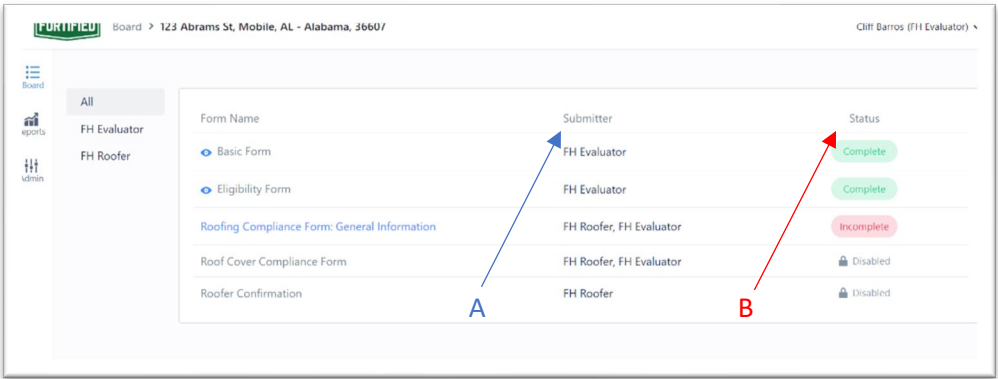 FORTIFIED Board > 123 Abrams St, Mobile, AL - Alabama, 36607 Cliff Barros (FH Evaluator)
Board
All
Form Name Submitter Status
eports
FH Evaluator
Basic Form FH Evaluator Complete
FH Roofer
Admin
Eligibility Form FH Evaluator Complete
Roofing Compliance Form: General Information FH Roofer, FH Evaluator Incomplete
Roof Cover Compliance Form FH Roofer, FH Evaluator Disabled
Roofer Confirmation FH Roofer Disabled
A B